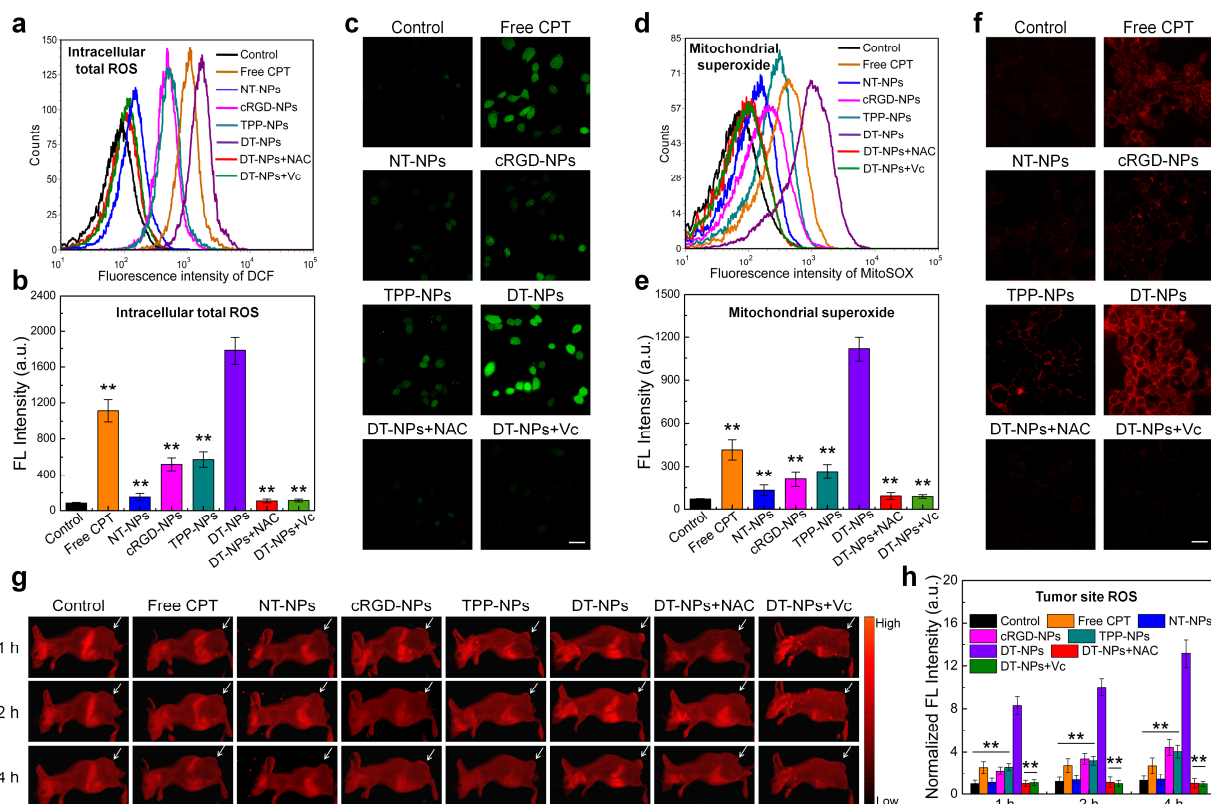 a
Intracellular
total ROS
Control
Free CPT
NT-NPs
cRGD-NPs
TPP-NPs
DT-NPs
DT-NPs+NAC
DT-NPs+Vc
150
125
100
75
50
25
0
Counts
10¹ 10² 10³ 10⁴ 10⁵
Fluorescence intensity of DCF
b
Intracellular total ROS
2400
2000
1600
1200
800
400
0
FL Intensity (a.u.)
** ** ** ** ** **
Control Free CPT NT-NPs cRGD-NPs TPP-NPs DT-NPs DT-NPs+NAC DT-NPs+Vc
c
Control Free CPT
NT-NPs cRGD-NPs
TPP-NPs DT-NPs
DT-NPs+NAC DT-NPs+Vc
d
Mitochondrial
superoxide
Control
Free CPT
NT-NPs
cRGD-NPs
TPP-NPs
DT-NPs
DT-NPs+NAC
DT-NPs+Vc
85
71
57
43
28
14
0
Counts
10¹ 10² 10³ 10⁴ 10⁵
Fluorescence intensity of MitoSOX
e
Mitochondrial superoxide
1500
1200
900
600
300
0
FL Intensity (a.u.)
** ** ** ** ** **
Control Free CPT NT-NPs cRGD-NPs TPP-NPs DT-NPs DT-NPs+NAC DT-NPs+Vc
f
Control Free CPT
NT-NPs cRGD-NPs
TPP-NPs DT-NPs
DT-NPs+NAC DT-NPs+Vc
g
Control Free CPT NT-NPs cRGD-NPs TPP-NPs DT-NPs DT-NPs+NAC DT-NPs+Vc
1 h
2 h
4 h
High
Low
h
Tumor site ROS
Control Free CPT NT-NPs
cRGD-NPs TPP-NPs
DT-NPs DT-NPs+NAC
DT-NPs+Vc
20
16
12
8
4
0
Normalized FL Intensity (a.u.)
** ** ** ** ** **
1 h 2 h 4 h